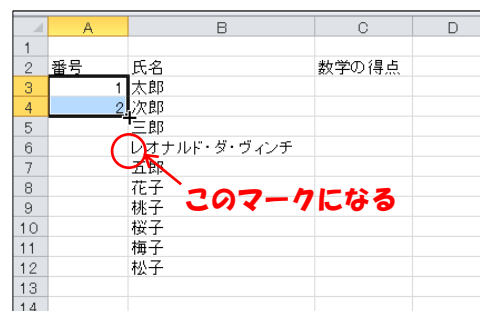 A B C D
1
2 番号 氏名 数学の得点
3 1 太郎
4 2 次郎
5 三郎
6 レオナルド・ダ・ヴィンチ
7 五郎
8 花子
このマークになる
9 桃子
10 桜子
11 梅子
12 松子
13
14